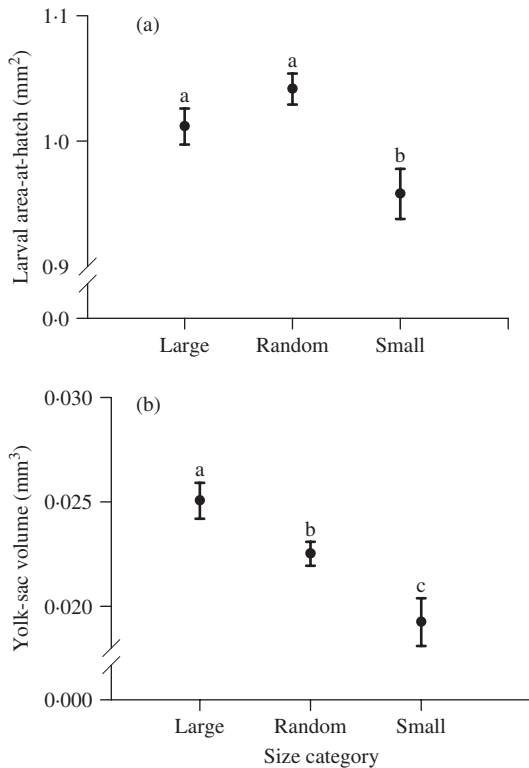 1·1
(a)
a
a
Larval area-at-hatch (mm²)
1·0
b
0·9
0·0
Large Random Small
0·030
(b)
a
Yolk-sac volume (mm³)
0·025
b
c
0·020
0·000
Large Random Small
Size category